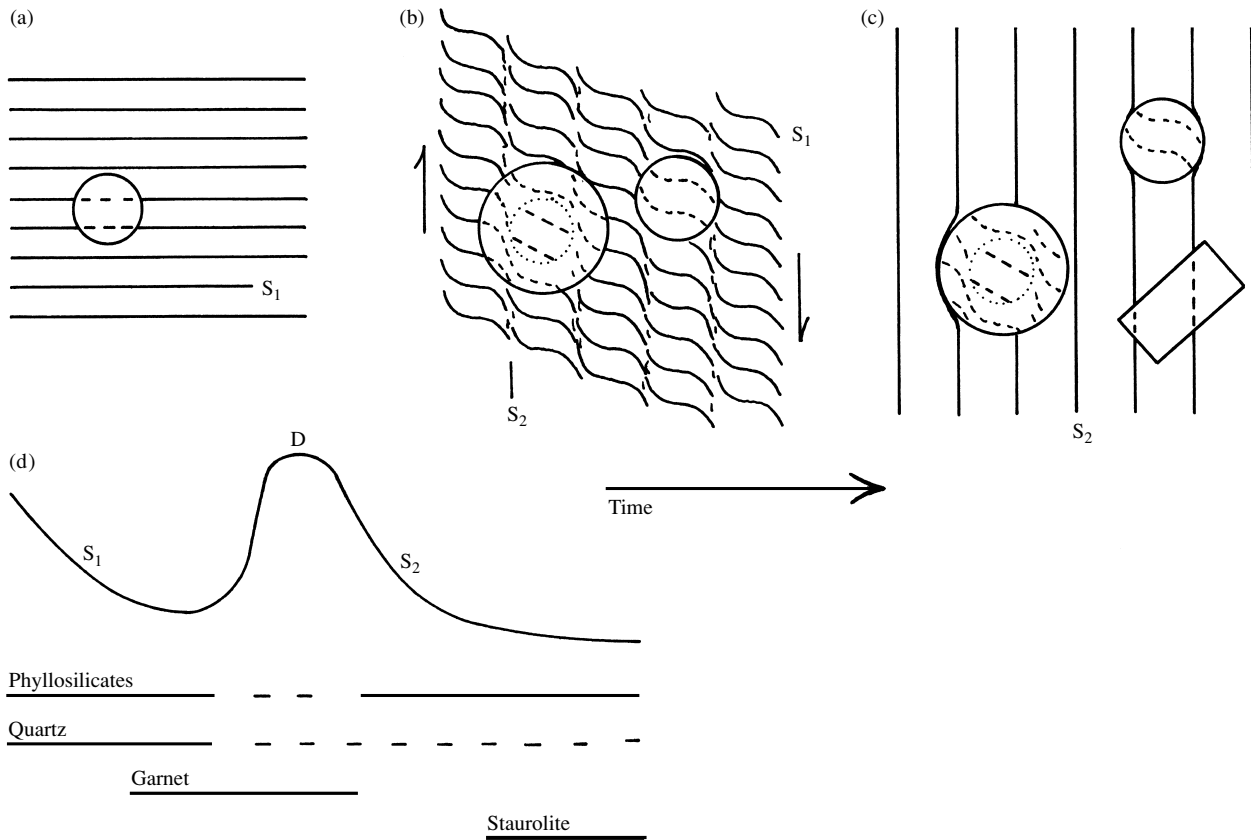 (a)
S₁
(b)
S₁
S₂
(c)
S₂
(d)
D
S₁
S₂
Time
Phyllosilicates
Quartz
Garnet
Staurolite